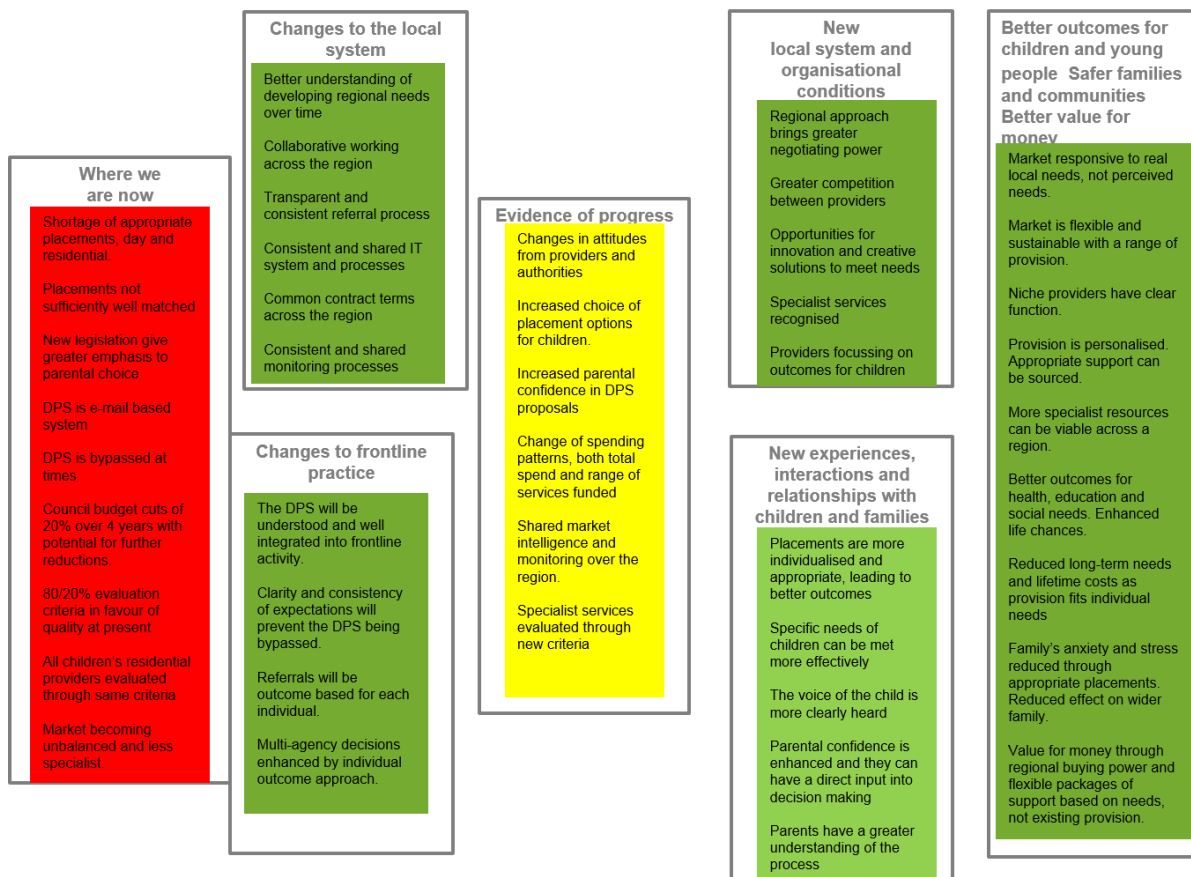 Where we
are now
Shortage of appropriate
placements, day and
residential.
Placements not
sufficiently well matched
New legislation give
greater emphasis to
parental choice
DPS is e-mail based
system
DPS is bypassed at
times
Council budget cuts of
20% over 4 years with
potential for further
reductions.
80/20% evaluation
criteria in favour of
quality at present
All children's residential
providers evaluated
through same criteria
Market becoming
unbalanced and less
specialist.
Changes to the local
system
Better understanding of
developing regional needs
over time
Collaborative working
across the region
Transparent and
consistent referral process
Consistent and shared IT
system and processes
Common contract terms
across the region
Consistent and shared
monitoring processes
Changes to frontline
practice
The DPS will be
understood and well
integrated into frontline
activity.
Clarity and consistency
of expectations will
prevent the DPS being
bypassed.
Referrals will be
outcome based for each
individual.
Multi-agency decisions
enhanced by individual
outcome approach.
Evidence of progress
Changes in attitudes
from providers and
authorities
Increased choice of
placement options
for children.
Increased parental
confidence in DPS
proposals
Change of spending
patterns, both total
spend and range of
services funded
Shared market
intelligence and
monitoring over the
region.
Specialist services
evaluated through
new criteria
New
local system and
organisational
conditions
Regional approach
brings greater
negotiating power
Greater competition
between providers
Opportunities for
innovation and creative
solutions to meet needs
Specialist services
recognised
Providers focussing on
outcomes for children
New experiences,
interactions and
relationships with
children and families
Placements are more
individualised and
appropriate, leading to
better outcomes
Specific needs of
children can be met
more effectively
The voice of the child is
more clearly heard
Parental confidence is
enhanced and they can
have a direct input into
decision making
Parents have a greater
understanding of the
process
Better outcomes for
children and young
people Safer families
and communities
Better value for
money
Market responsive to real
local needs, not perceived
needs.
Market is flexible and
sustainable with a range of
provision.
Niche providers have clear
function.
Provision is personalised.
Appropriate support can
be sourced.
More specialist resources
can be viable across a
region.
Better outcomes for
health, education and
social needs. Enhanced
life chances.
Reduced long-term needs
and lifetime costs as
provision fits individual
needs
Family's anxiety and stress
reduced through
appropriate placements.
Reduced effect on wider
family.
Value for money through
regional buying power and
flexible packages of
support based on needs,
not existing provision.